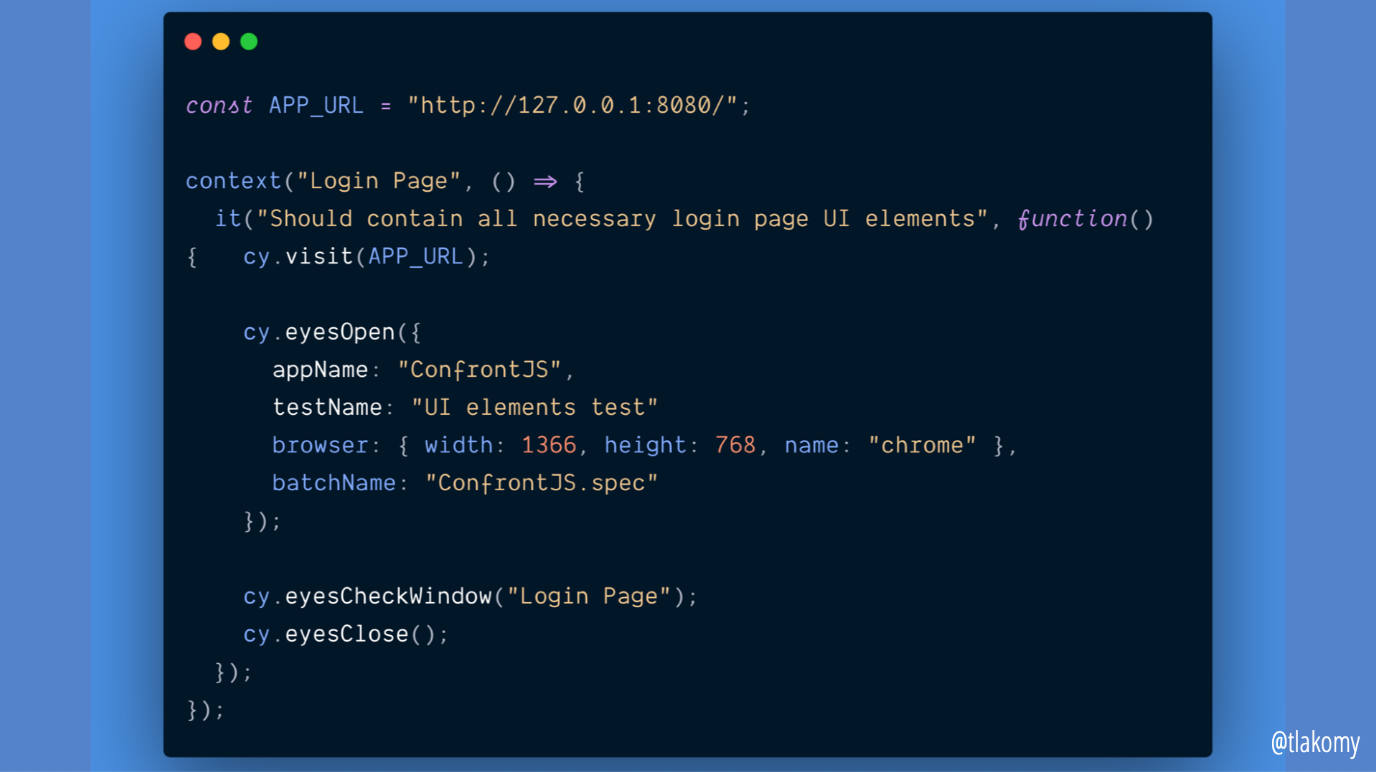 const APP_URL = "http://127.0.0.1:8080/";
context("Login Page", () => {
it("Should contain all necessary login page UI elements", function()
{ cy.visit(APP_URL);
cy.eyesOpen({
appName: "ConfrontJS",
testName: "UI elements test"
browser: { width: 1366, height: 768, name: "chrome" },
batchName: "ConfrontJS.spec"
});
cy.eyesCheckWindow("Login Page");
cy.eyesClose();
});
});
@tlakomy